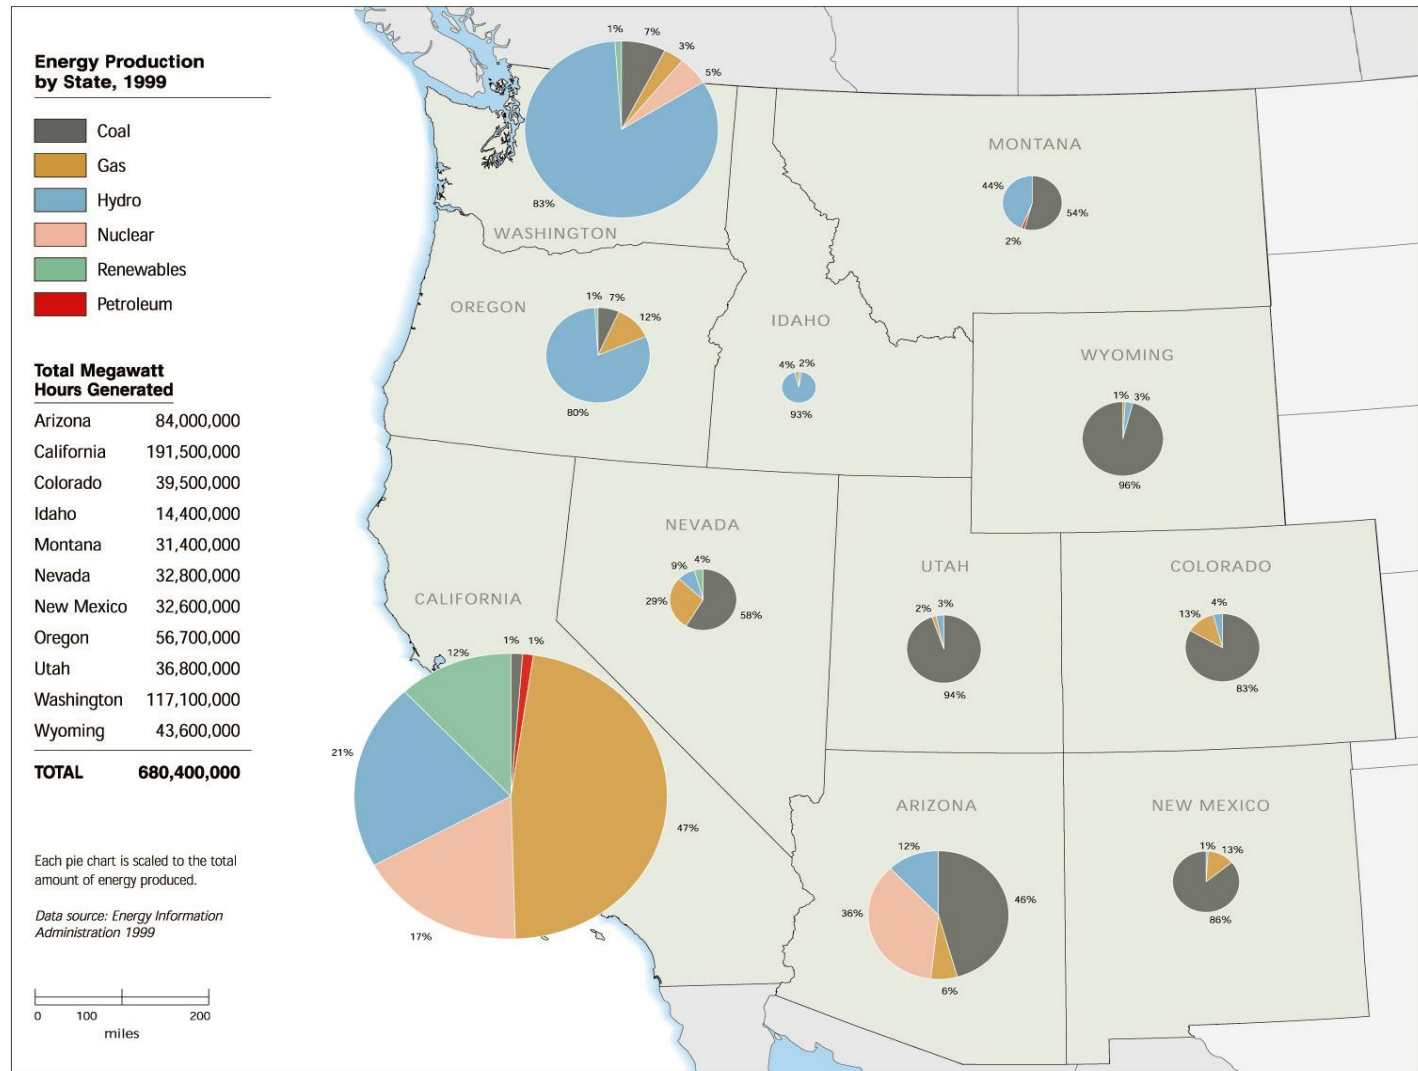 Energy Production
by State, 1999
Coal
Gas
Hydro
Nuclear
Renewables
Petroleum
Total Megawatt
Hours Generated
Arizona 84,000,000
California 191,500,000
Colorado 39,500,000
Idaho 14,400,000
Montana 31,400,000
Nevada 32,800,000
New Mexico 32,600,000
Oregon 56,700,000
Utah 36,800,000
Washington 117,100,000
Wyoming 43,600,000
TOTAL 680,400,000
Each pie chart is scaled to the total
amount of energy produced.
Data source: Energy Information
Administration 1999
0 100 200
miles
1% 7% 3%
5%
83%
WASHINGTON
MONTANA
44%
54%
2%
OREGON
1% 7%
12%
80%
IDAHO
4% 2%
93%
WYOMING
1% 3%
96%
NEVADA
9% 4%
29%
58%
UTAH
2% 3%
94%
COLORADO
13% 4%
83%
CALIFORNIA
12% 1% 1%
21%
47%
17%
ARIZONA
12%
46%
36%
6%
NEW MEXICO
1% 13%
86%